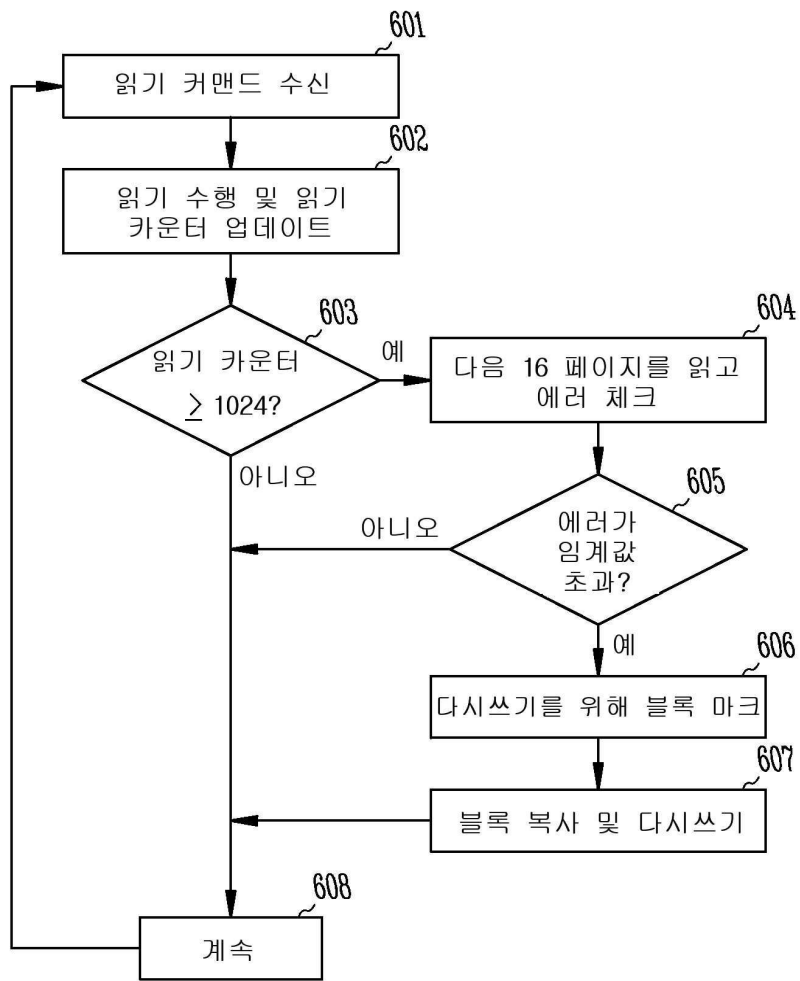 601
읽기 커맨드 수신
602
읽기 수행 및 읽기
카운터 업데이트
603
읽기 카운터
≥ 1024?
예
아니오
604
다음 16 페이지를 읽고
에러 체크
605
에러가
임계값
초과?
아니오
예
606
다시쓰기를 위해 블록 마크
607
블록 복사 및 다시쓰기
608
계속